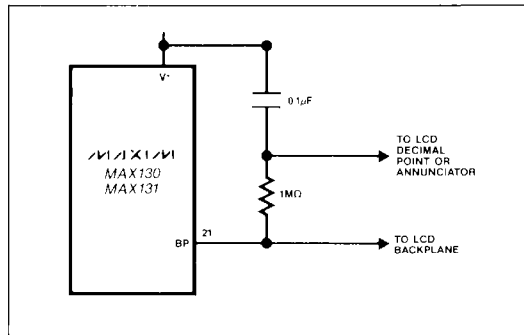 V+
0.1µF
MAXIM
MAX130
MAX131
TO LCD
DECIMAL
POINT OR
ANNUNCIATOR
1MΩ
21
BP
TO LCD
BACKPLANE